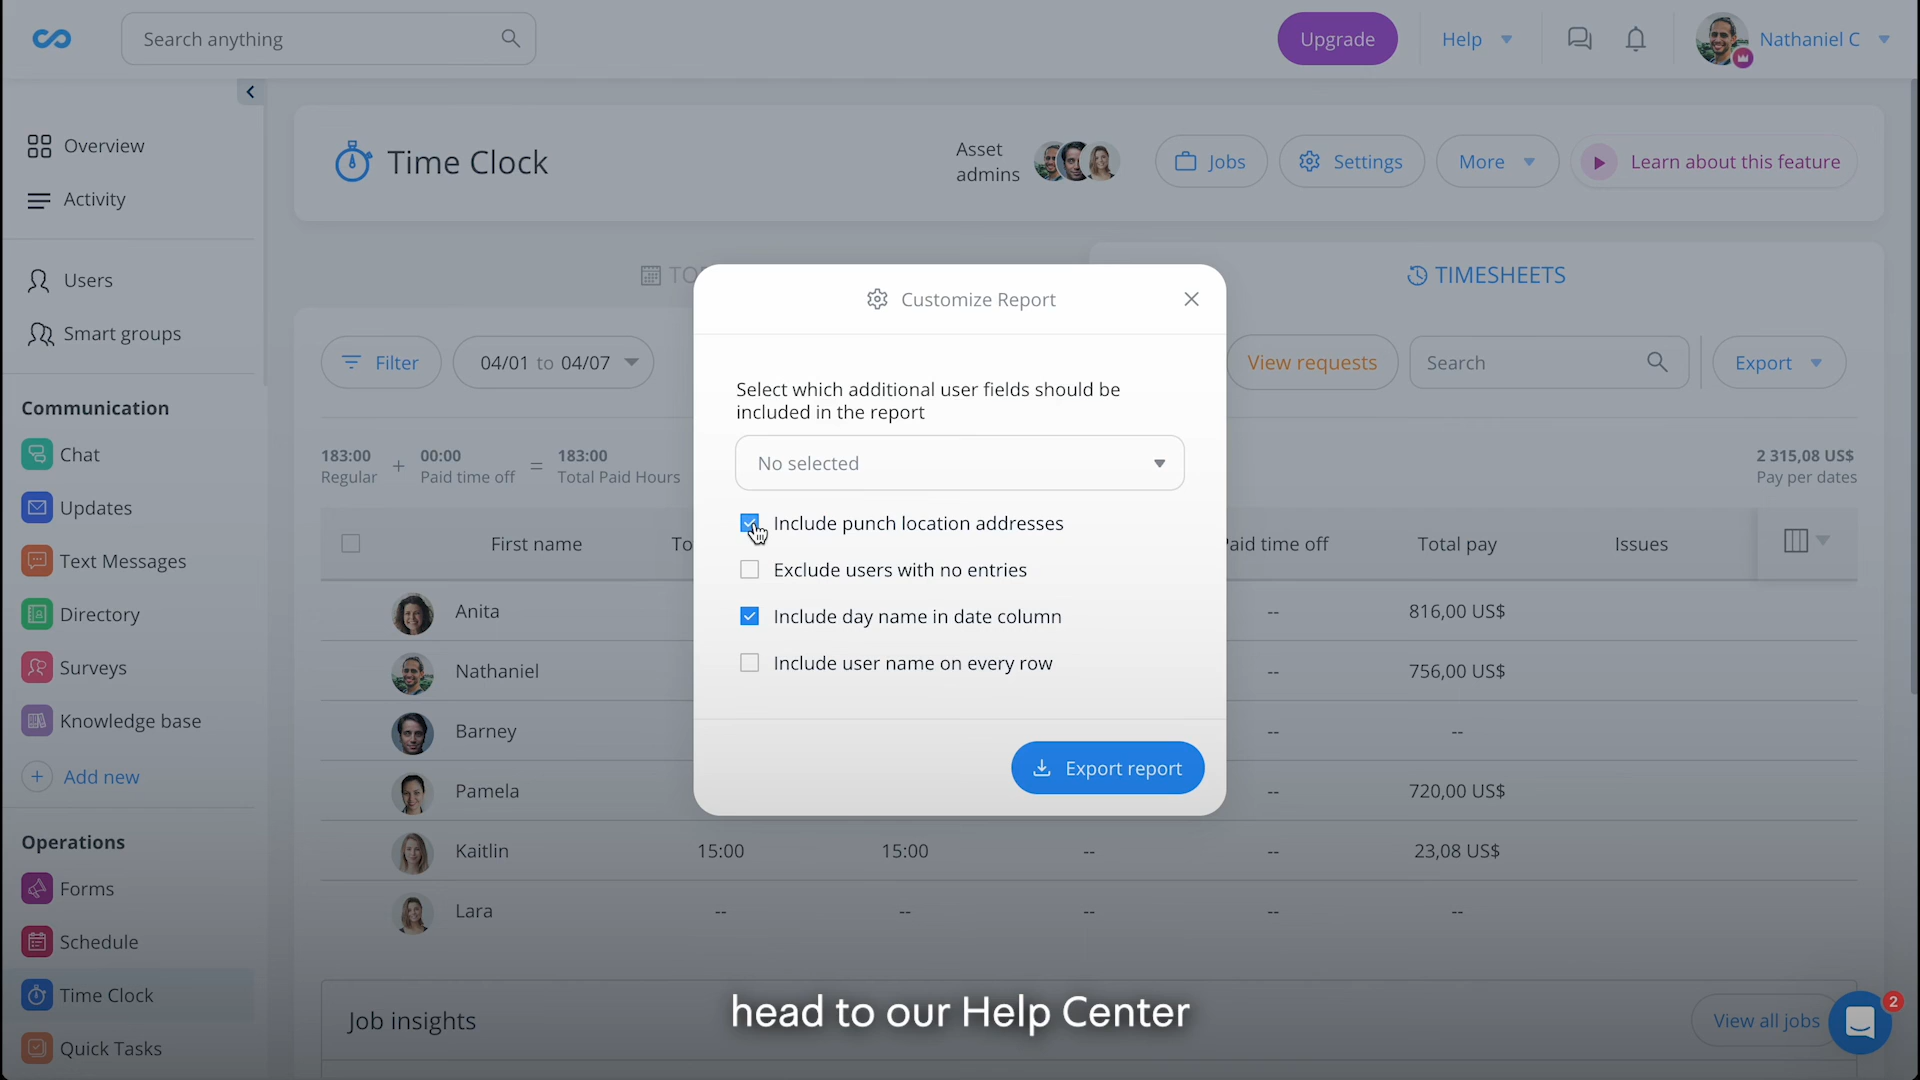 Search anything
Upgrade
Help
Nathaniel C
Overview
Activity
Users
Smart groups
Communication
Chat
Updates
Text Messages
Directory
Surveys
Knowledge base
Add new
Operations
Forms
Schedule
Time Clock
Quick Tasks
Time Clock
Asset
admins
Jobs
Settings
More
Learn about this feature
TO
TIMESHEETS
Filter
04/01 to 04/07
View requests
Search
Export
183:00 + 00:00 = 183:00
Regular Paid time off Total Paid Hours
2 315,08 US$
Pay per dates
First name To Paid time off Total pay Issues
Anita -- 816,00 US$
Nathaniel -- 756,00 US$
Barney -- --
Pamela -- 720,00 US$
Kaitlin 15:00 15:00 -- -- 23,08 US$
Lara -- -- -- -- --
Customize Report
Select which additional user fields should be
included in the report
No selected
Include punch location addresses
Exclude users with no entries
Include day name in date column
Include user name on every row
Export report
Job insights
head to our Help Center
View all jobs
2